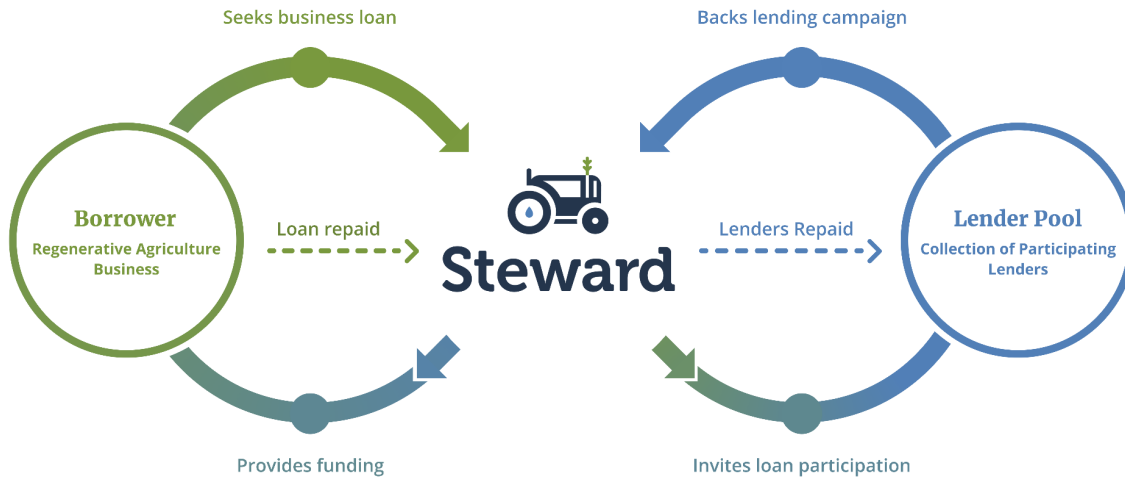 Seeks business loan
Backs lending campaign
Borrower
Regenerative Agriculture
Business
Loan repaid
Steward
Lenders Repaid
Lender Pool
Collection of Participating
Lenders
Provides funding
Invites loan participation